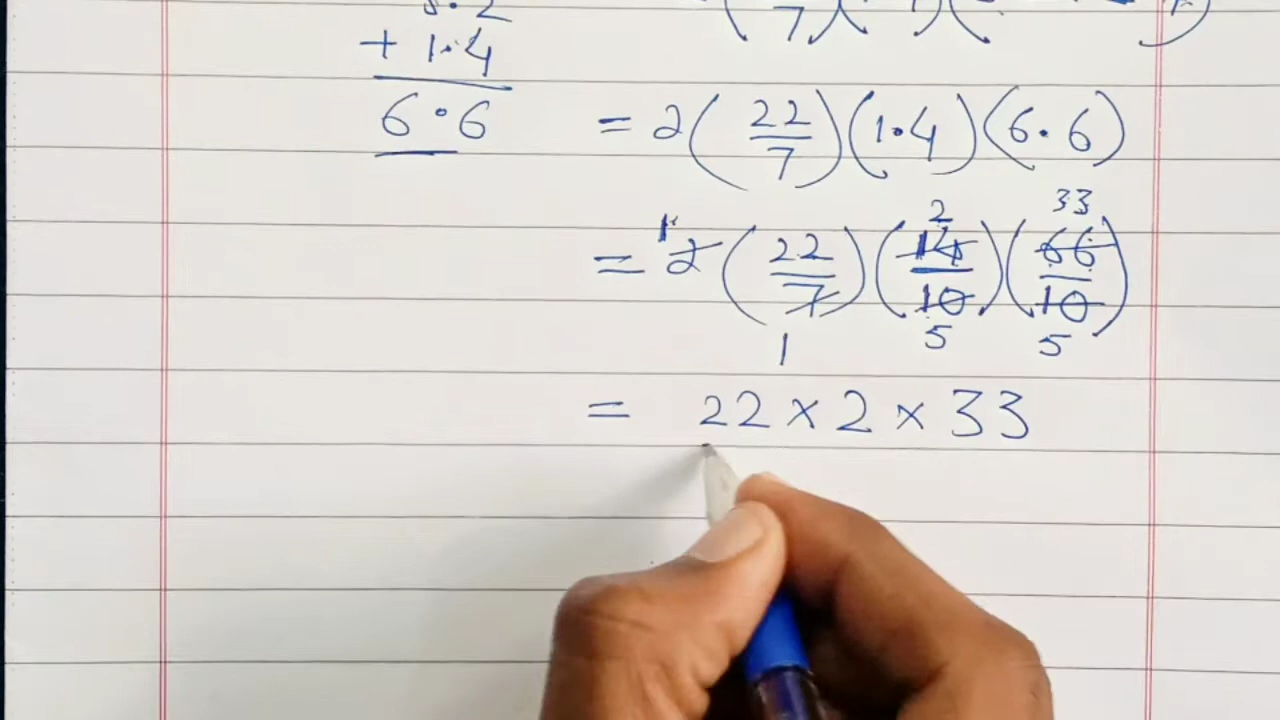 + 1.4
6.6
= 2(22/7)(1.4)(6.6)
2 33
= 1 2(22/7)(14/10)(66/10)
1 5 5
= 22 × 2 × 33